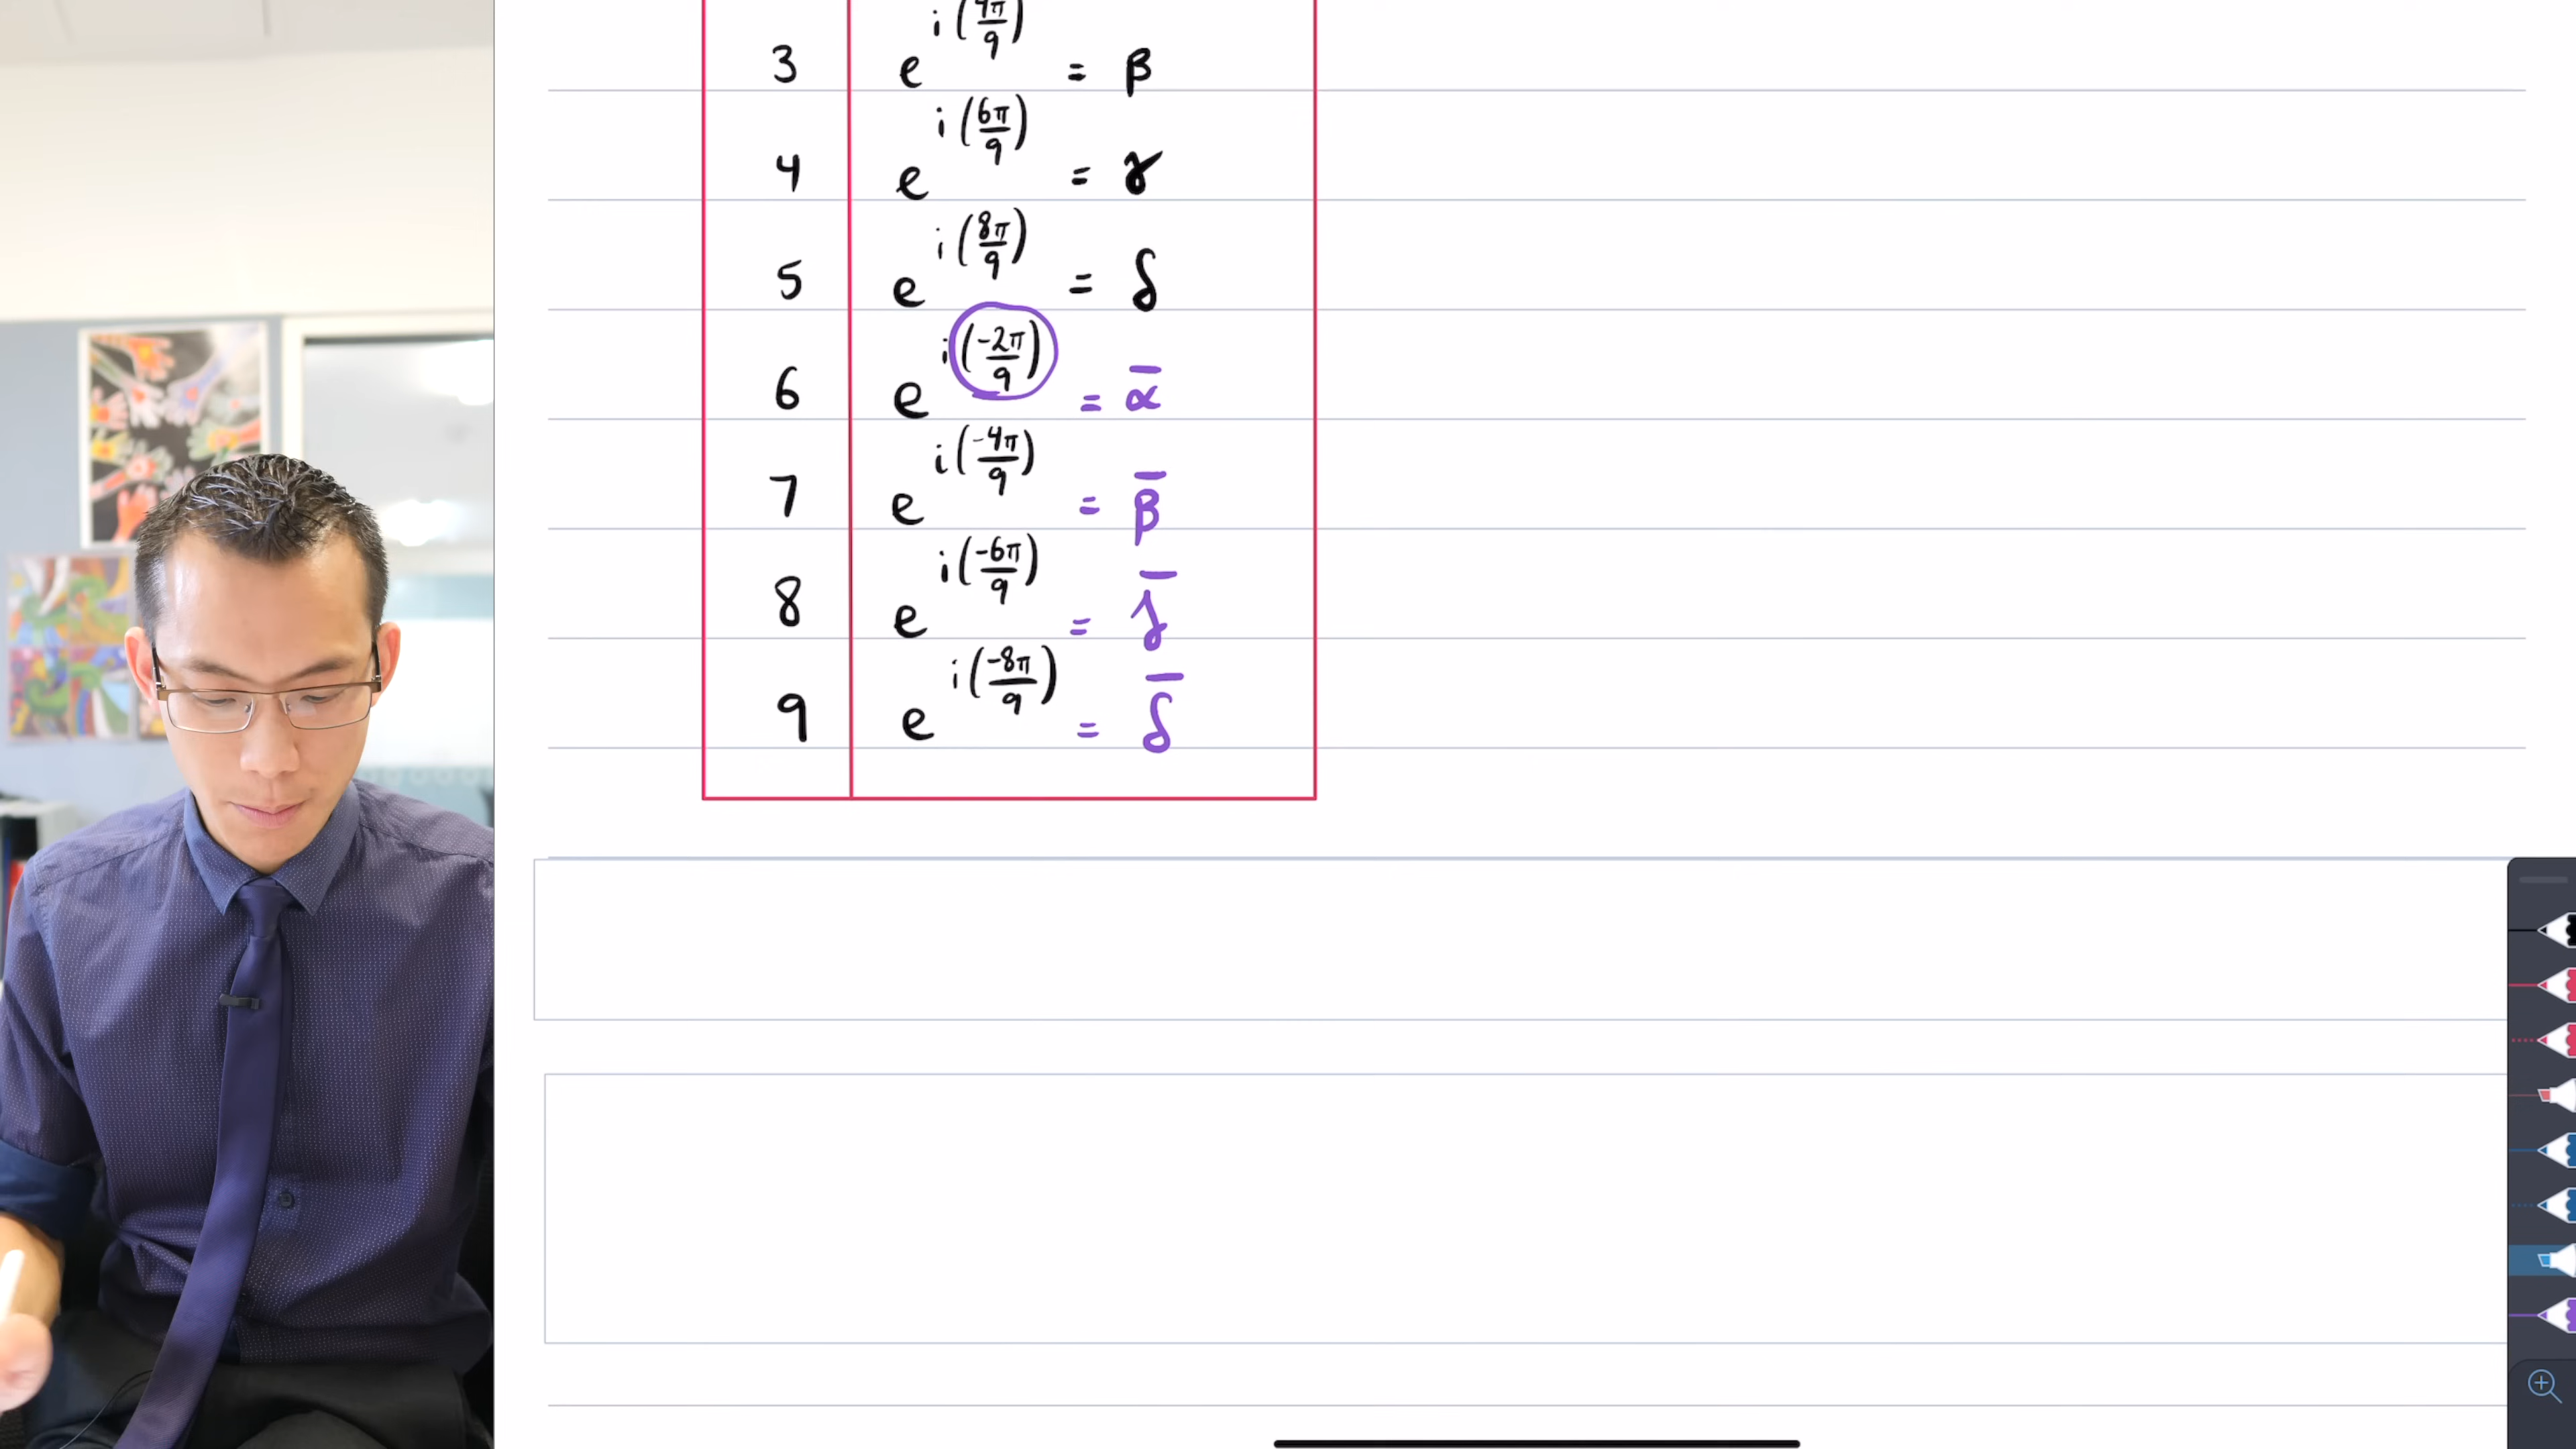 3 e^{i(4π/9)} = β
4 e^{i(6π/9)} = γ
5 e^{i(8π/9)} = δ
6 e^{i(-2π/9)} = ᾱ
7 e^{i(-4π/9)} = β̄
8 e^{i(-6π/9)} = γ̄
9 e^{i(-8π/9)} = δ̄